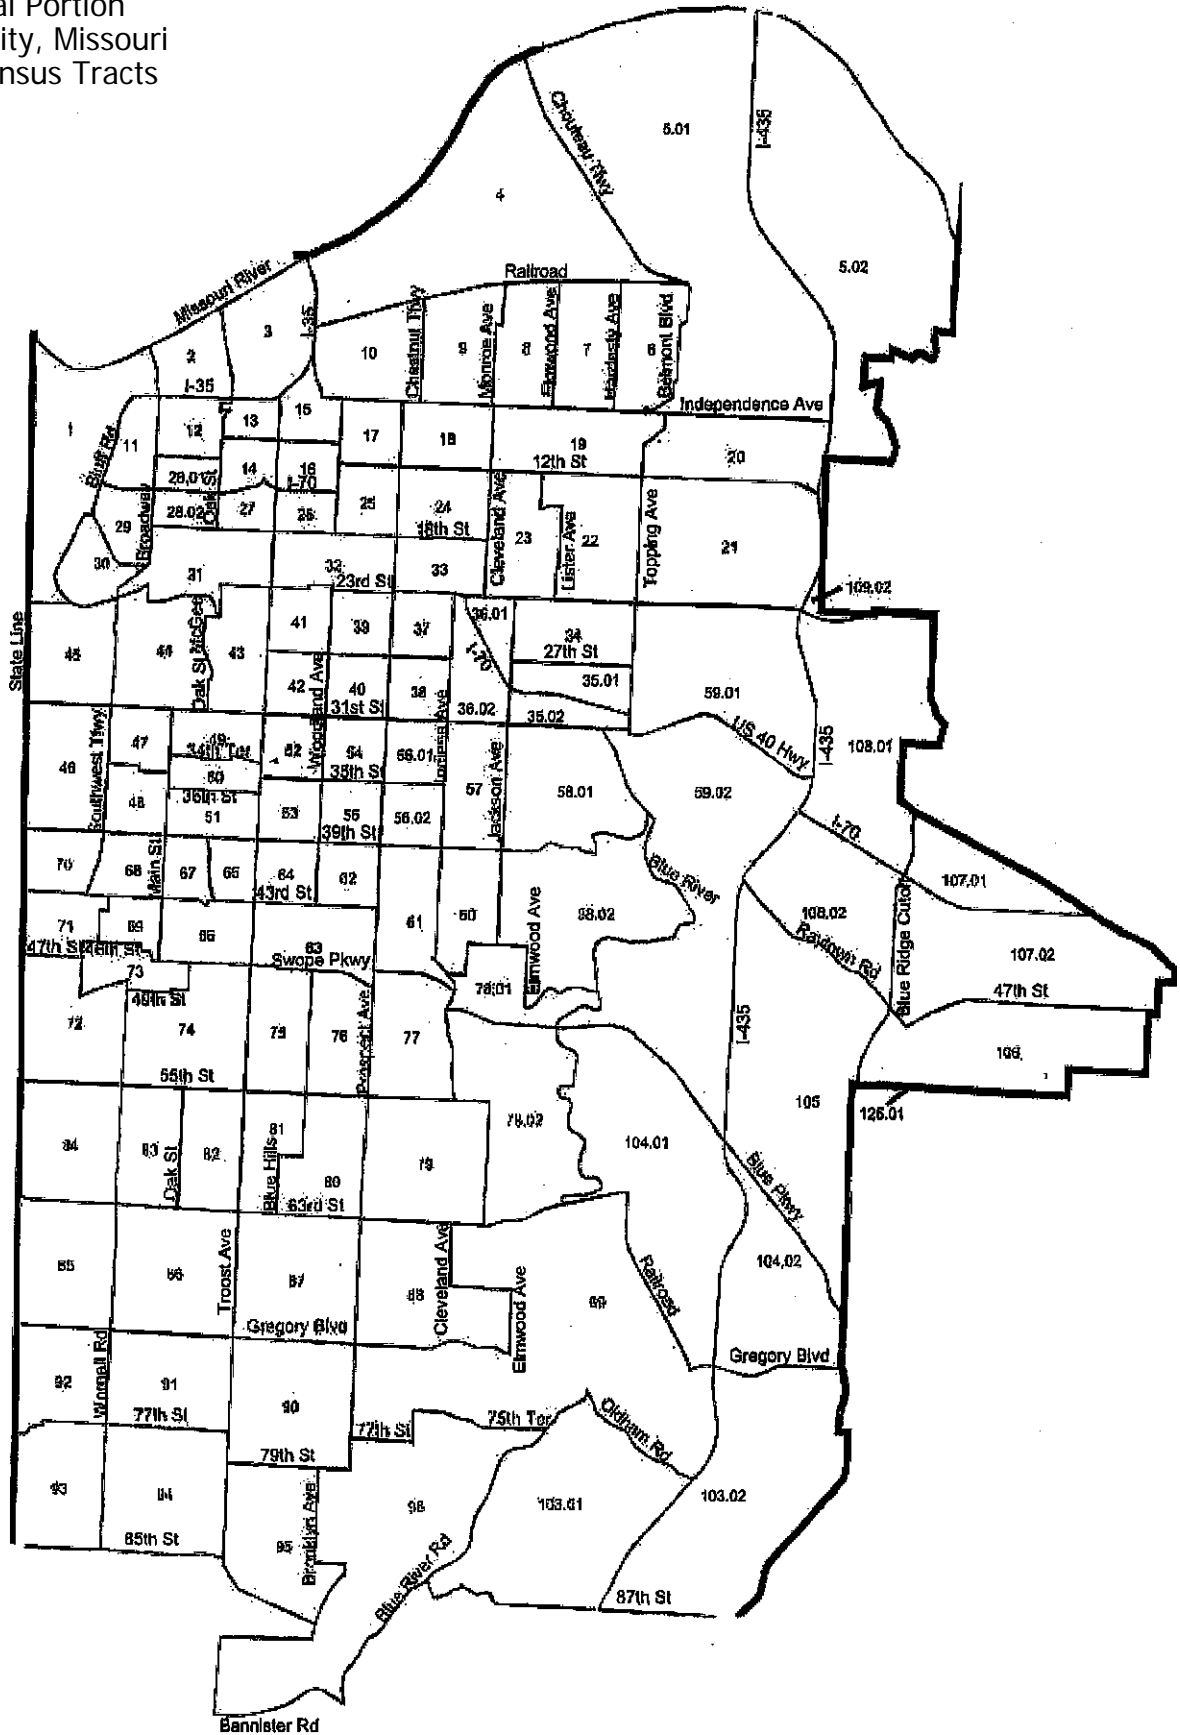 al Portion
ity, Missouri
nsus Tracts
Chouteau Tfwy
5.01
I-435
4
5.02
Missouri River
Railroad
3
I-35
2
I-35
10
Chestnut Tfwy
Monroe Ave
8
Elmwood Ave
7
Hardesty Ave
6
Belmont Blvd
Independence Ave
1
Bluff Rd
11
12
13
15
17
18
19
12th St
20
14
16
I-70
28.01
Oak St
28.02
27
26
25
24
18th St
Cleveland Ave
23
Lister Ave
22
Topping Ave
21
29
Broadway
30
31
32
23rd St
33
109.02
State Line
45
44
Oak St/McGee
43
41
39
37
36.01
I-70
34
27th St
35.01
42
Woodland Ave
40
31st St
38
36.02
35.02
59.01
US 40 Hwy
I-435
108.01
46
Southwest Tfwy
47
49
34th Ter
50
36th St
51
48
52
54
35th St
56.01
57
Jackson Ave
58.01
59.02
53
55
39th St
56.02
I-70
70
68
Main St
67
65
64
43rd St
62
Blue River
107.01
108.02
Raytown Rd
Blue Ridge Cutoff
107.02
47th St
71
47th St
69
66
63
Swope Pkwy
61
60
Elmwood Ave
58.02
73
49th St
78.01
72
74
55th St
75
76
Prospect Ave
77
I-435
106
105
126.01
84
83
Oak St
82
81
Blue Hills
80
63rd St
79
78.02
104.01
Blue Pkwy
104.02
85
86
Troost Ave
87
Gregory Blvd
88
Cleveland Ave
Elmwood Ave
89
Railroad
Gregory Blvd
92
Wornall Rd
91
77th St
90
79th St
77th St
75th Ter
Oldham Rd
93
94
85th St
95
Brooklyn Ave
96
Blue River Rd
103.01
103.02
87th St
Bannister Rd